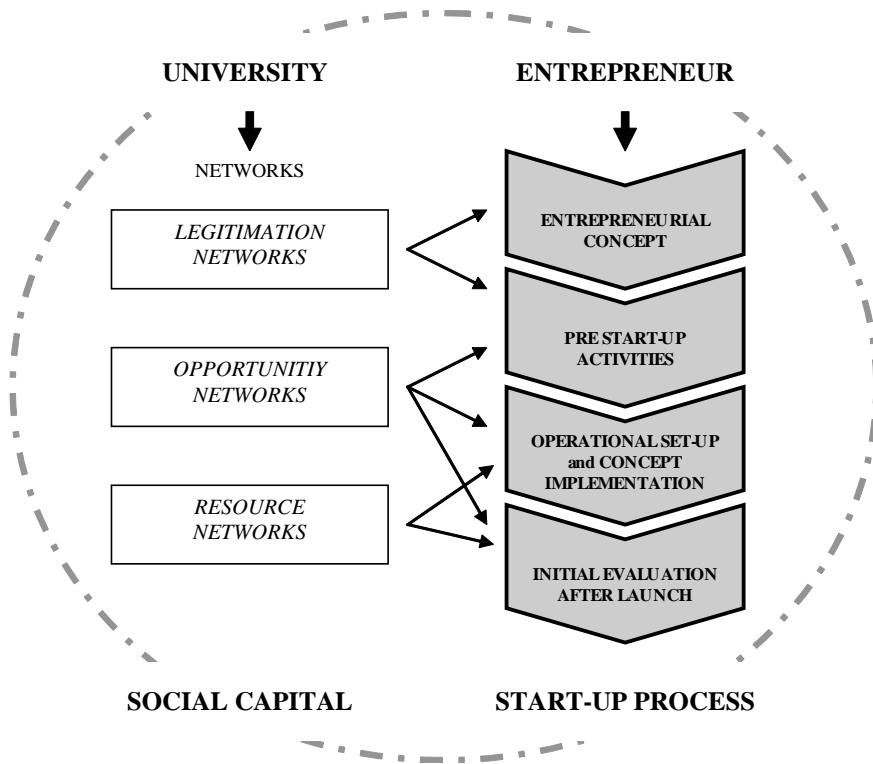 UNIVERSITY
ENTREPRENEUR
NETWORKS
LEGITIMATION
NETWORKS
OPPORTUNITIY
NETWORKS
RESOURCE
NETWORKS
ENTREPRENEURIAL
CONCEPT
PRE START-UP
ACTIVITIES
OPERATIONAL SET-UP
and CONCEPT
IMPLEMENTATION
INITIAL EVALUATION
AFTER LAUNCH
SOCIAL CAPITAL
START-UP PROCESS